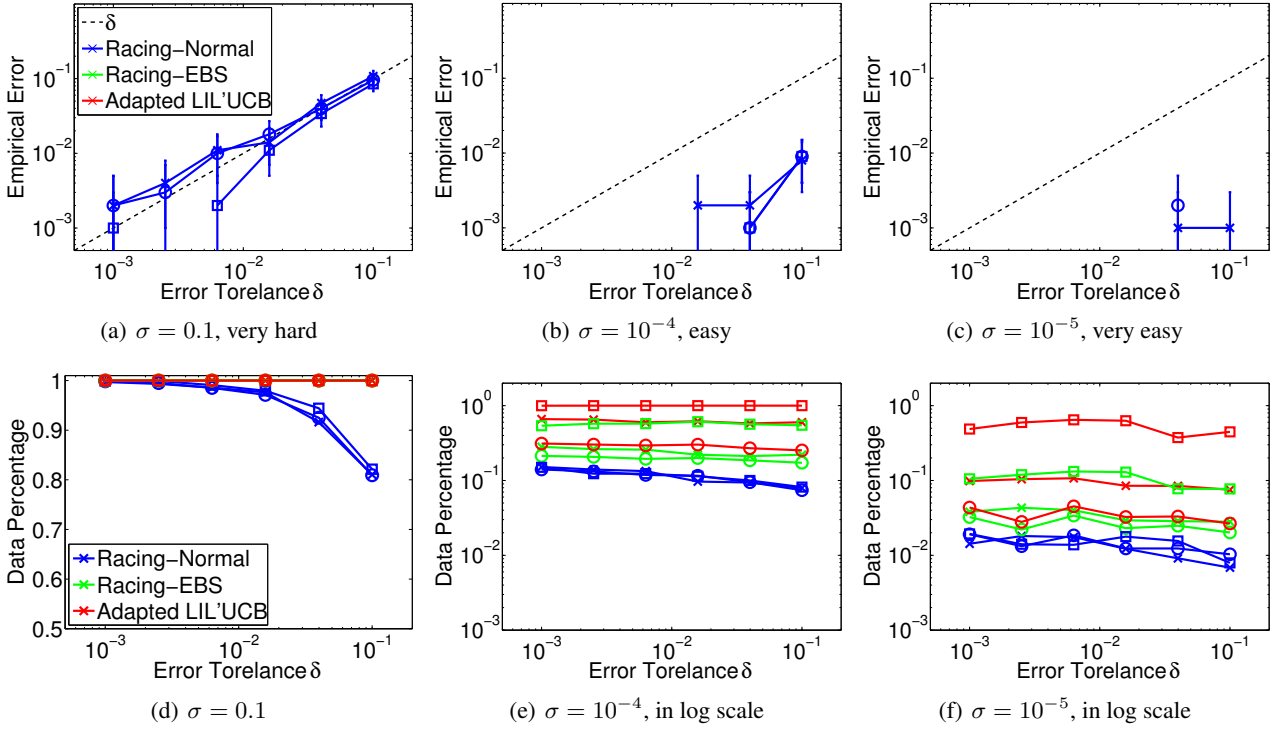 δ
Racing−Normal
Racing−EBS
Adapted LIL'UCB
Empirical Error
10⁻¹
10⁻²
10⁻³
10⁻³ 10⁻² 10⁻¹
Error Torelance δ
(a) σ = 0.1, very hard
Empirical Error
10⁻¹
10⁻²
10⁻³
10⁻³ 10⁻² 10⁻¹
Error Torelance δ
(b) σ = 10⁻⁴, easy
Empirical Error
10⁻¹
10⁻²
10⁻³
10⁻³ 10⁻² 10⁻¹
Error Torelance δ
(c) σ = 10⁻⁵, very easy
Data Percentage
1
0.9
0.8
0.7
0.6
0.5
Racing−Normal
Racing−EBS
Adapted LIL'UCB
10⁻³ 10⁻² 10⁻¹
Error Torelance δ
(d) σ = 0.1
Data Percentage
10⁰
10⁻¹
10⁻²
10⁻³
10⁻³ 10⁻² 10⁻¹
Error Torelance δ
(e) σ = 10⁻⁴, in log scale
Data Percentage
10⁰
10⁻¹
10⁻²
10⁻³
10⁻³ 10⁻² 10⁻¹
Error Torelance δ
(f) σ = 10⁻⁵, in log scale